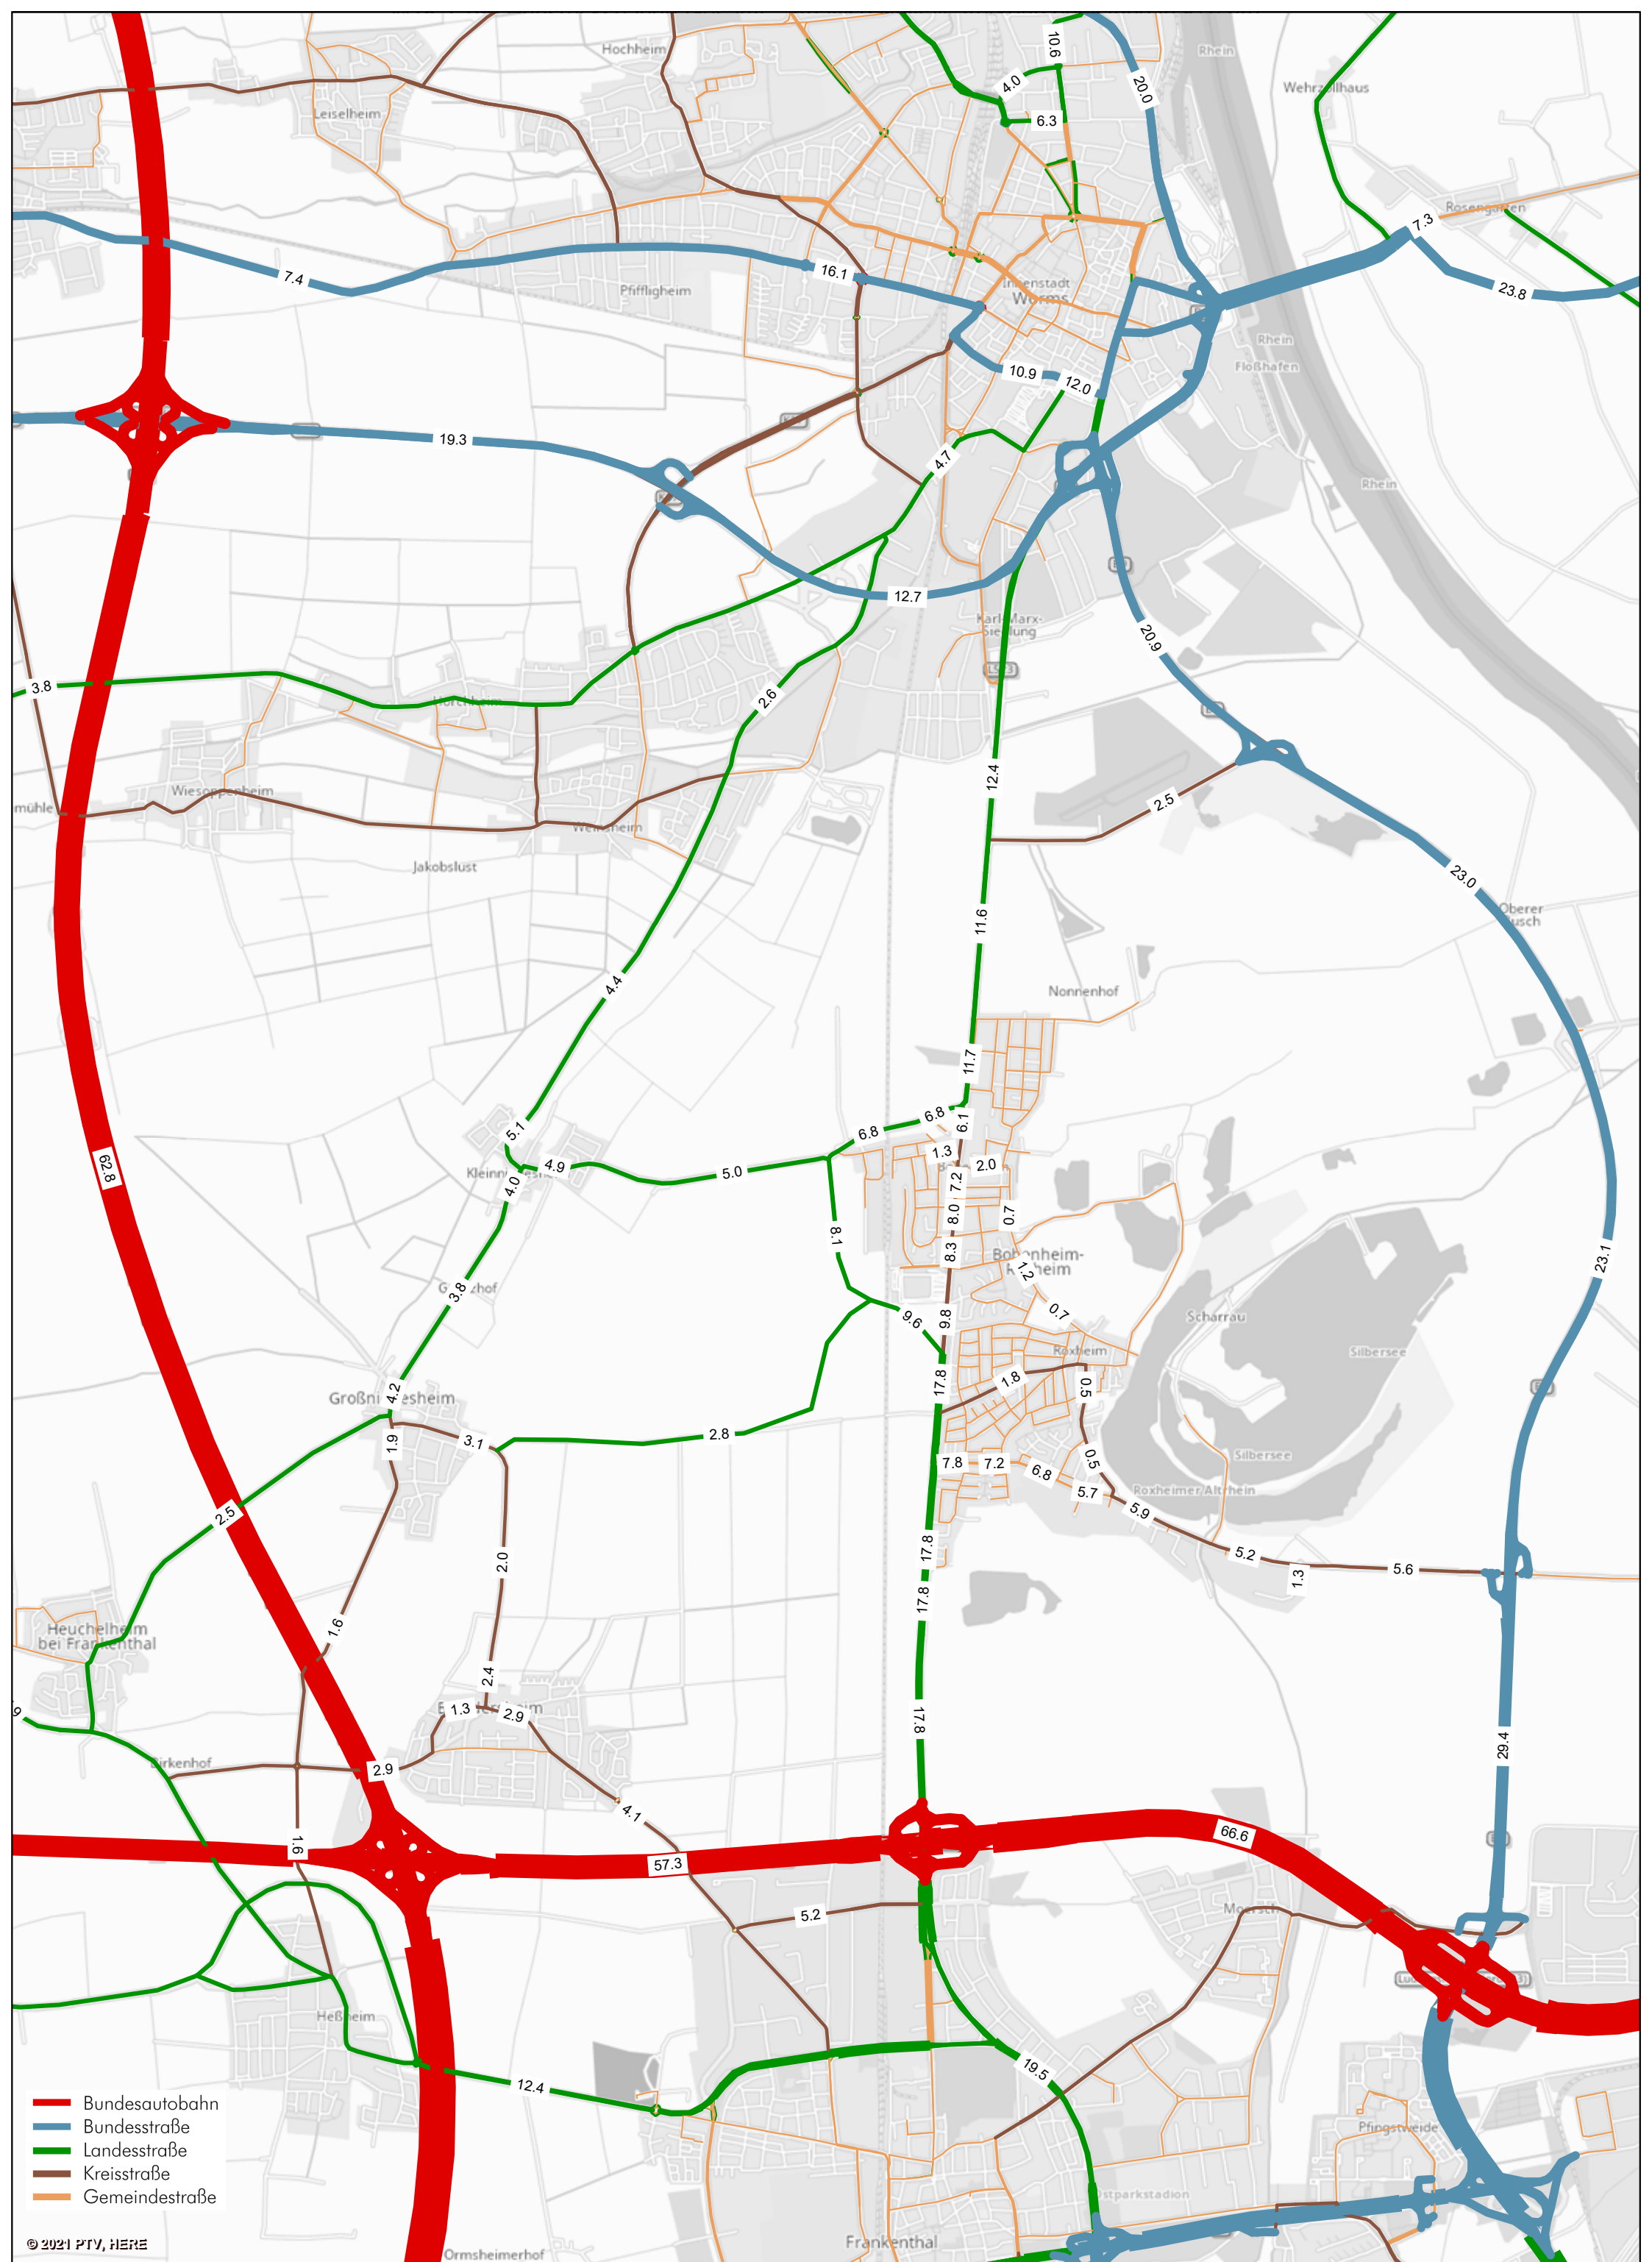 Hochheim
Rhein
Wehrzollhaus
10.6
20.0
4.0
6.3
Leiselheim
Rosengarten
7.3
7.4
16.1
23.8
Pfiffligheim
Innenstadt
Worms
Rhein
Floßhafen
10.9
12.0
19.3
4.7
Rhein
12.7
Karl-Marx-
Siedlung
20.9
3.8
Horchheim
2.6
12.4
2.5
Wiesoppenheim
mühle
Weinsheim
Jakobslust
23.0
Oberer
Busch
11.6
4.4
Nonnenhof
11.7
6.8
6.8
6.1
5.1
1.3
2.0
62.8
4.9
5.0
4.0
7.2
8.0
0.7
8.1
8.3
Bobenheim-
Roxheim
23.1
1.2
3.8
0.7
9.6
9.8
Scharrau
Roxheim
Silbersee
4.2
Großniedesheim
17.8
1.8
0.5
1.9
3.1
2.8
Silbersee
7.8
7.2
6.8
0.5
5.7
Roxheimer Altrhein
2.5
5.9
17.8
5.2
5.6
1.3
2.0
17.8
Heuchelheim
bei Frankenthal
1.6
2.4
1.3
2.9
17.8
29.4
Birkenhof
2.9
4.1
1.6
57.3
66.6
5.2
Moersch
Heßheim
19.5
12.4
Pfingstweide
Ostparkstadion
Frankenthal
Ormsheimerhof
Bundesautobahn
Bundesstraße
Landesstraße
Kreisstraße
Gemeindestraße
© 2021 PTV, HERE